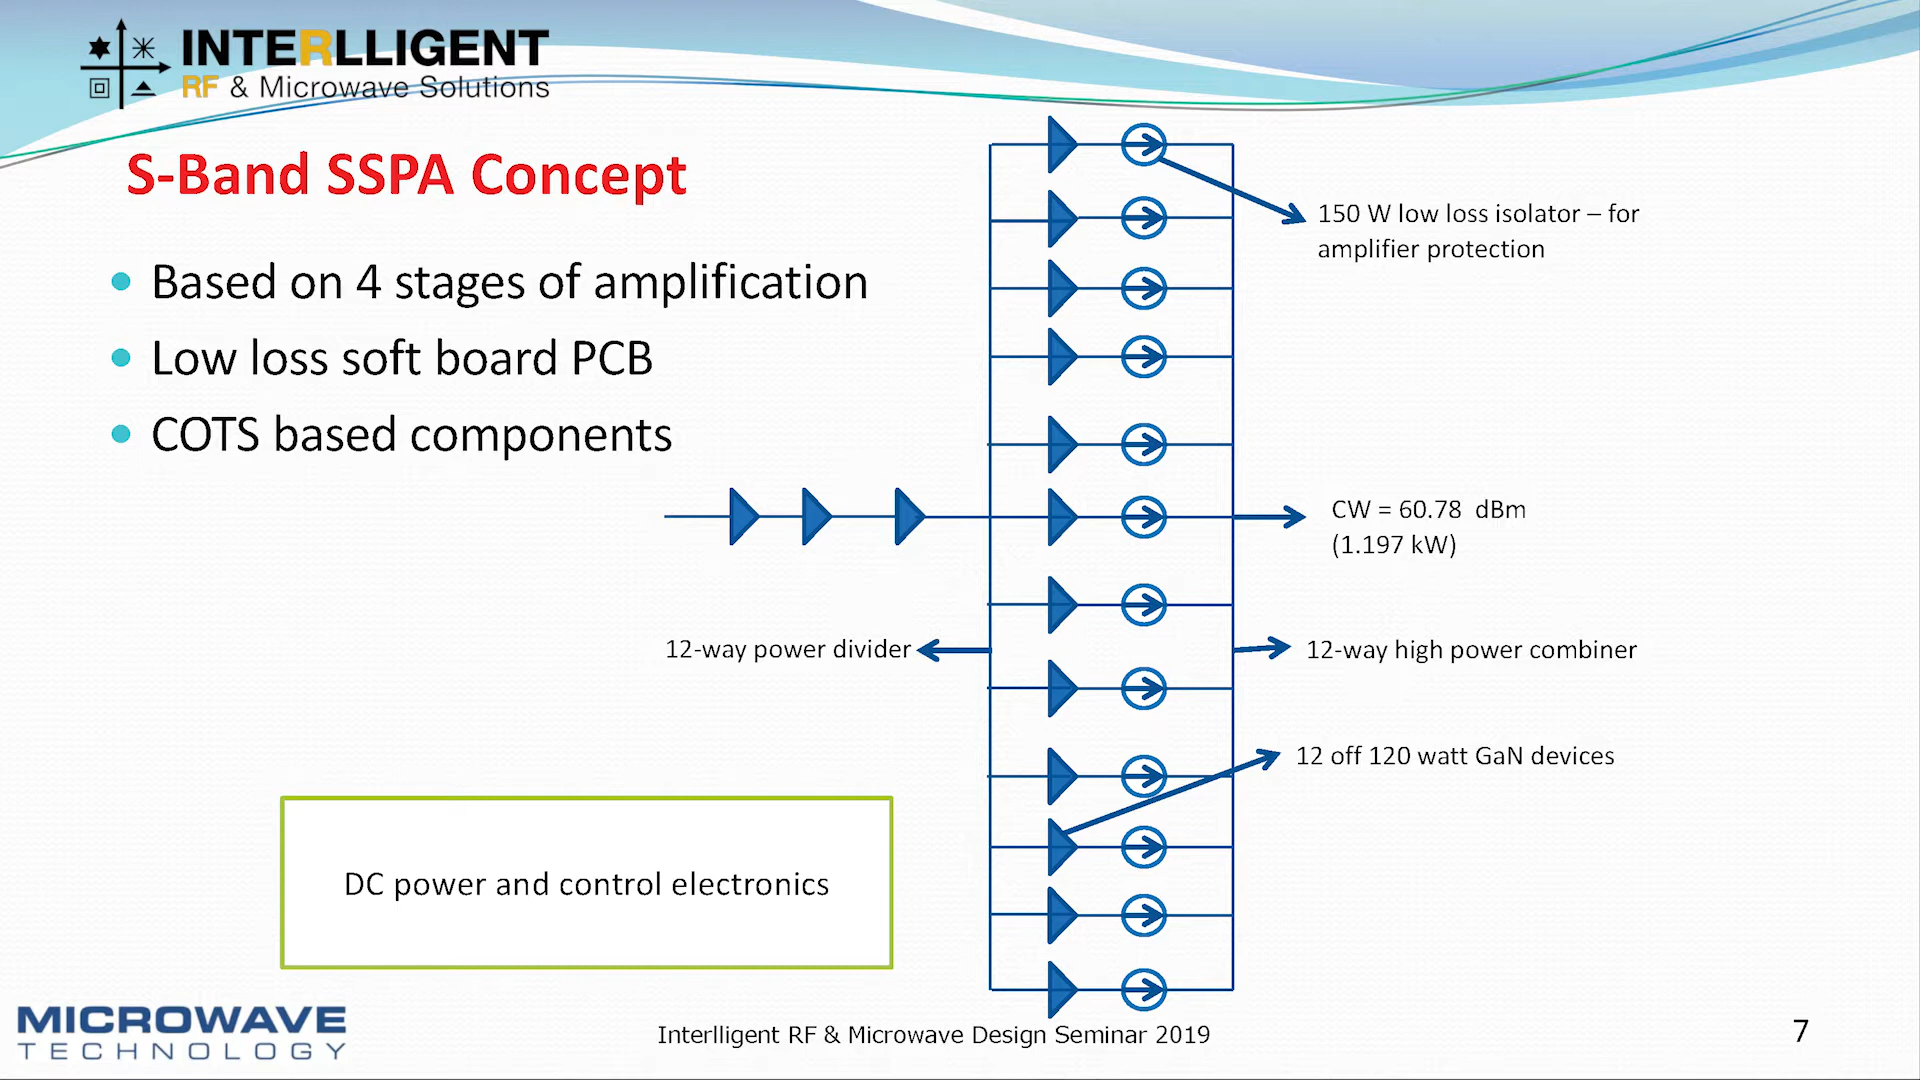 INTERLLIGENT
RF & Microwave Solutions
S-Band SSPA Concept
• Based on 4 stages of amplification
• Low loss soft board PCB
• COTS based components
150 W low loss isolator – for
amplifier protection
CW = 60.78 dBm
(1.197 kW)
12-way power divider
12-way high power combiner
12 off 120 watt GaN devices
DC power and control electronics
MICROWAVE
TECHNOLOGY
Interlligent RF & Microwave Design Seminar 2019
7